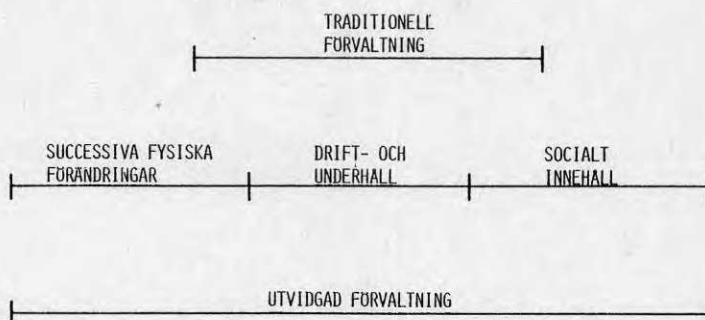 TRADITIONELL
FÖRVALTNING
SUCCESSIVA FYSISKA
FÖRÄNDRINGAR
DRIFT- OCH
UNDERHÅLL
SOCIALT
INNEHÅLL
UTVIDGAD FÖRVALTNING